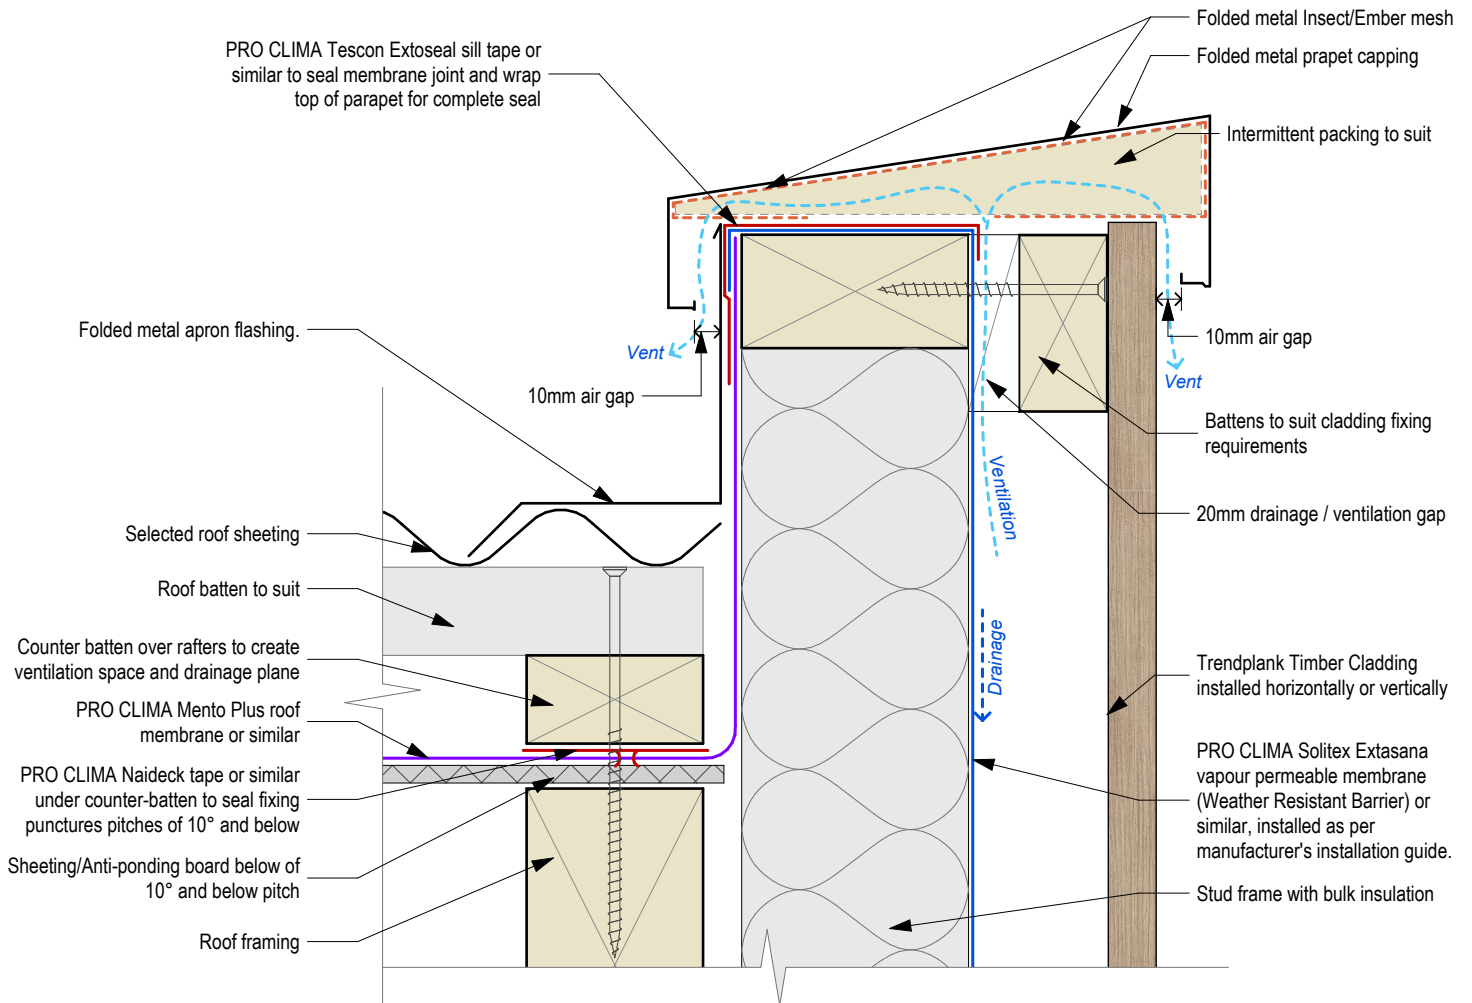 PRO CLIMA Tescon Extoseal sill tape or
similar to seal membrane joint and wrap
top of parapet for complete seal
Folded metal Insect/Ember mesh
Folded metal prapet capping
Intermittent packing to suit
Folded metal apron flashing.
Vent
10mm air gap
10mm air gap
Vent
Battens to suit cladding fixing
requirements
Ventilation
20mm drainage / ventilation gap
Selected roof sheeting
Roof batten to suit
Counter batten over rafters to create
ventilation space and drainage plane
PRO CLIMA Mento Plus roof
membrane or similar
PRO CLIMA Naideck tape or similar
under counter-batten to seal fixing
punctures pitches of 10° and below
Sheeting/Anti-ponding board below of
10° and below pitch
Roof framing
Drainage
Trendplank Timber Cladding
installed horizontally or vertically
PRO CLIMA Solitex Extasana
vapour permeable membrane
(Weather Resistant Barrier) or
similar, installed as per
manufacturer's installation guide.
Stud frame with bulk insulation